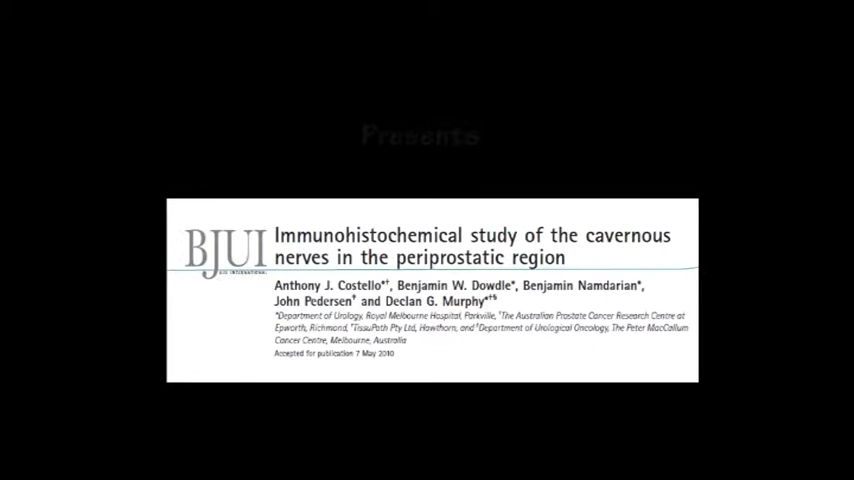 Presents
BJUI
BJU INTERNATIONAL
Immunohistochemical study of the cavernous
nerves in the periprostatic region
Anthony J. Costello*†, Benjamin W. Dowdle*, Benjamin Namdarian*,
John Pedersen‡ and Declan G. Murphy*†§
*Department of Urology, Royal Melbourne Hospital, Parkville, †The Australian Prostate Cancer Research Centre at
Epworth, Richmond, ‡TissuPath Pty Ltd, Hawthorn, and §Department of Urological Oncology, The Peter MacCallum
Cancer Centre, Melbourne, Australia
Accepted for publication 7 May 2010